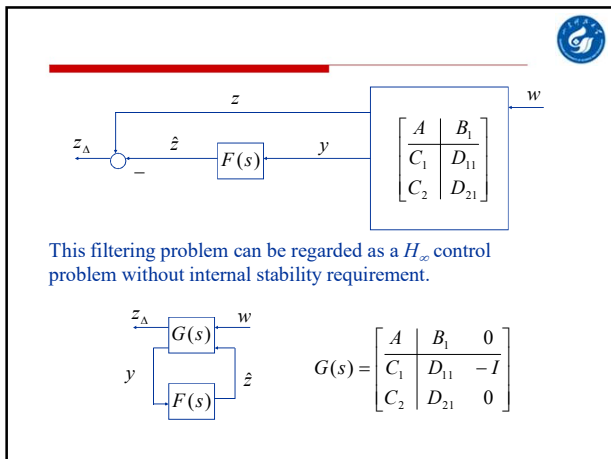 z
w
z_Δ
ẑ
F(s)
y
−
[ A | B₁
C₁ | D₁₁
C₂ | D₂₁ ]
This filtering problem can be regarded as a H∞ control
problem without internal stability requirement.
z_Δ
G(s)
w
y
ẑ
F(s)
G(s) = [ A | B₁ 0
C₁ | D₁₁ −I
C₂ | D₂₁ 0 ]